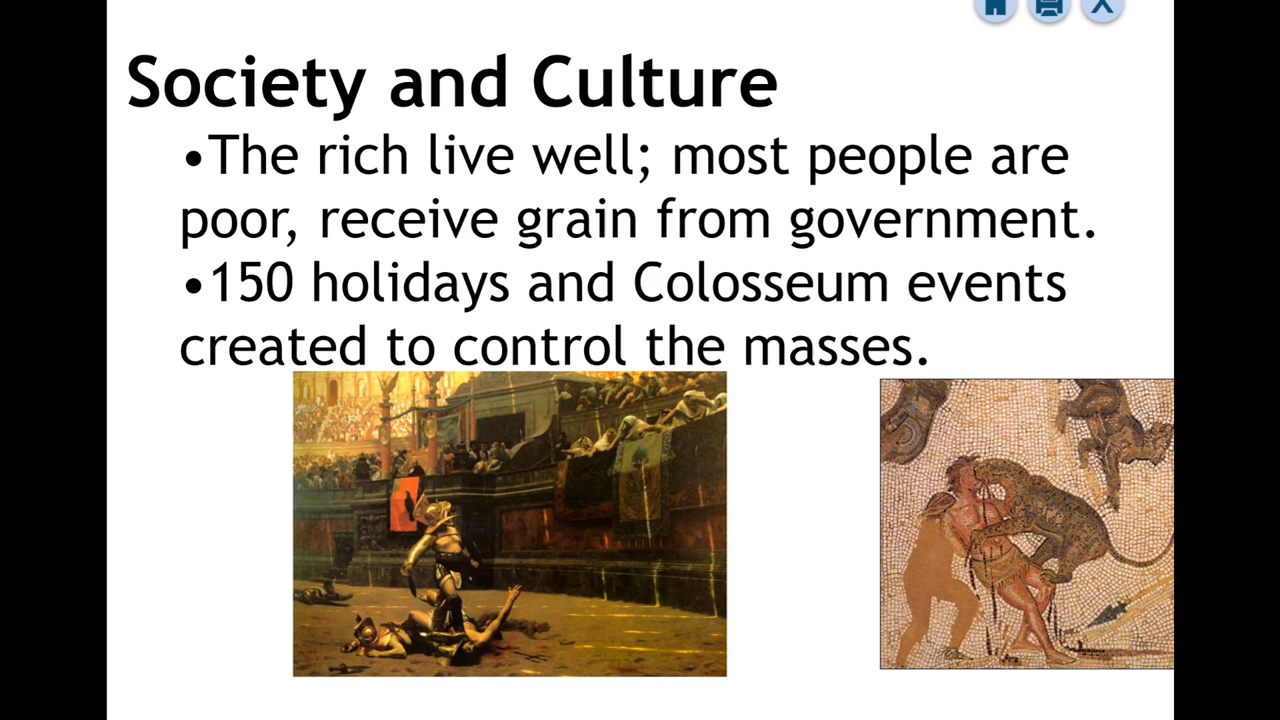 Society and Culture
•The rich live well; most people are
poor, receive grain from government.
•150 holidays and Colosseum events
created to control the masses.